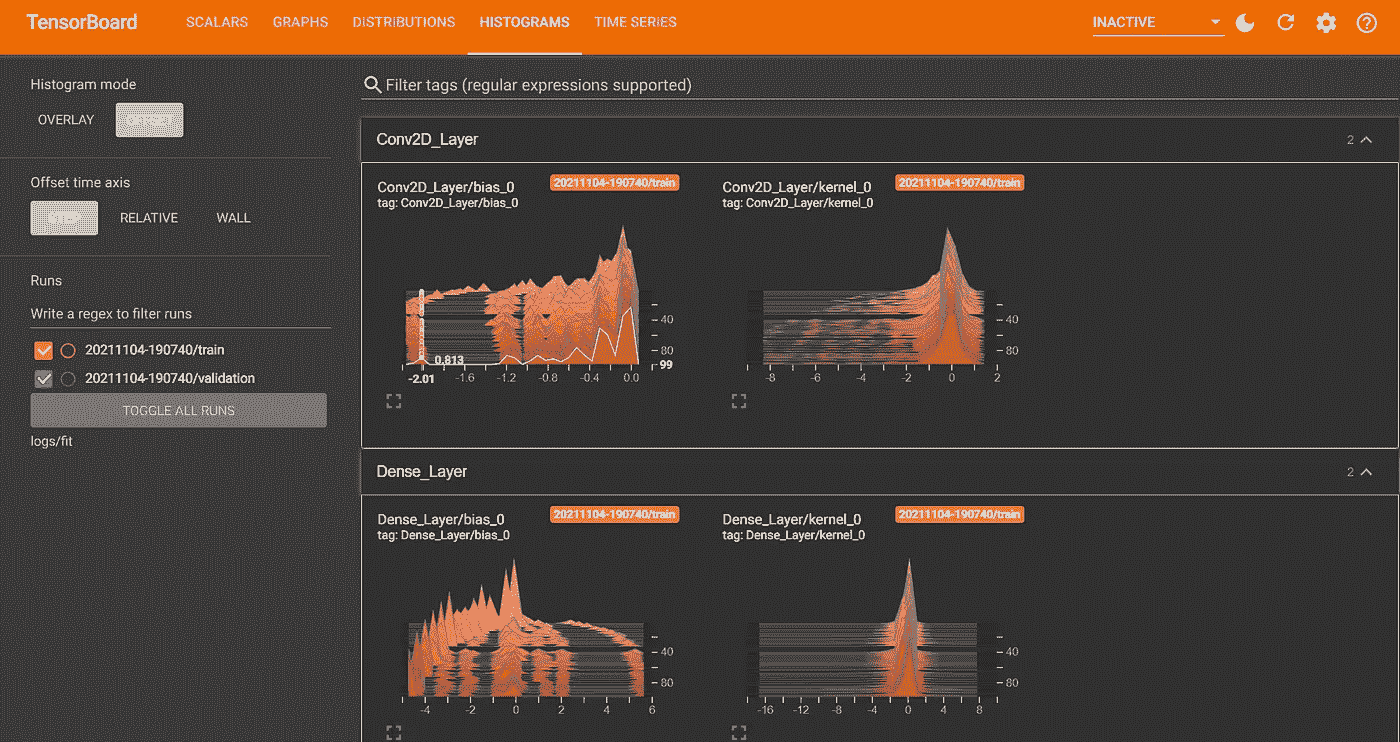 TensorBoard SCALARS GRAPHS DISTRIBUTIONS HISTOGRAMS TIME SERIES INACTIVE
Histogram mode
OVERLAY
Offset time axis
RELATIVE WALL
Runs
Write a regex to filter runs
20211104-190740/train
20211104-190740/validation
TOGGLE ALL RUNS
logs/fit
Filter tags (regular expressions supported)
Conv2D_Layer 2
Conv2D_Layer/bias_0 20211104-190740/train
tag: Conv2D_Layer/bias_0
40
80
0.813 99
-2.01 -1.6 -1.2 -0.8 -0.4 0.0
Conv2D_Layer/kernel_0 20211104-190740/train
tag: Conv2D_Layer/kernel_0
40
80
-8 -6 -4 -2 0 2
Dense_Layer 2
Dense_Layer/bias_0 20211104-190740/train
tag: Dense_Layer/bias_0
40
80
-4 -2 0 2 4 6
Dense_Layer/kernel_0 20211104-190740/train
tag: Dense_Layer/kernel_0
40
80
-16 -12 -8 -4 0 4 8